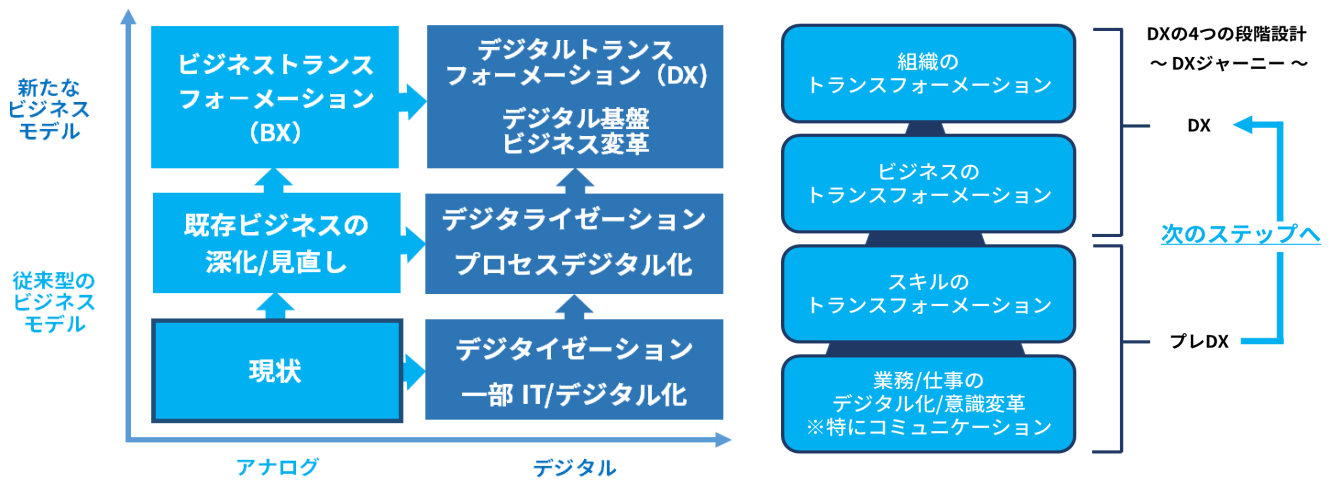 新たな
ビジネス
モデル
従来型の
ビジネス
モデル
ビジネストランス
フォーメーション
（BX）
デジタルトランス
フォーメーション（DX)
デジタル基盤
ビジネス変革
既存ビジネスの
深化/見直し
デジタライゼーション
プロセスデジタル化
現状
デジタイゼーション
一部 IT/デジタル化
アナログ
デジタル
組織の
トランスフォーメーション
ビジネスの
トランスフォーメーション
スキルの
トランスフォーメーション
業務/仕事の
デジタル化/意識変革
※特にコミュニケーション
DXの4つの段階設計
～ DXジャーニー ～
DX
次のステップへ
プレDX